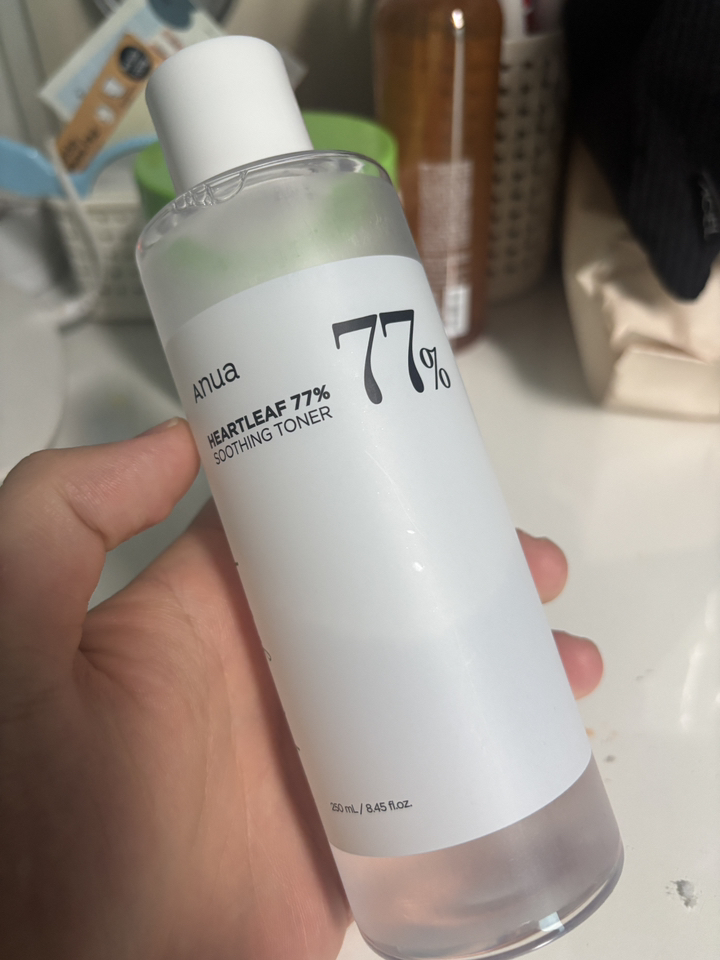 Anua
77%
HEARTLEAF 77%
SOOTHING TONER
250 mL / 8.45 fl.oz.